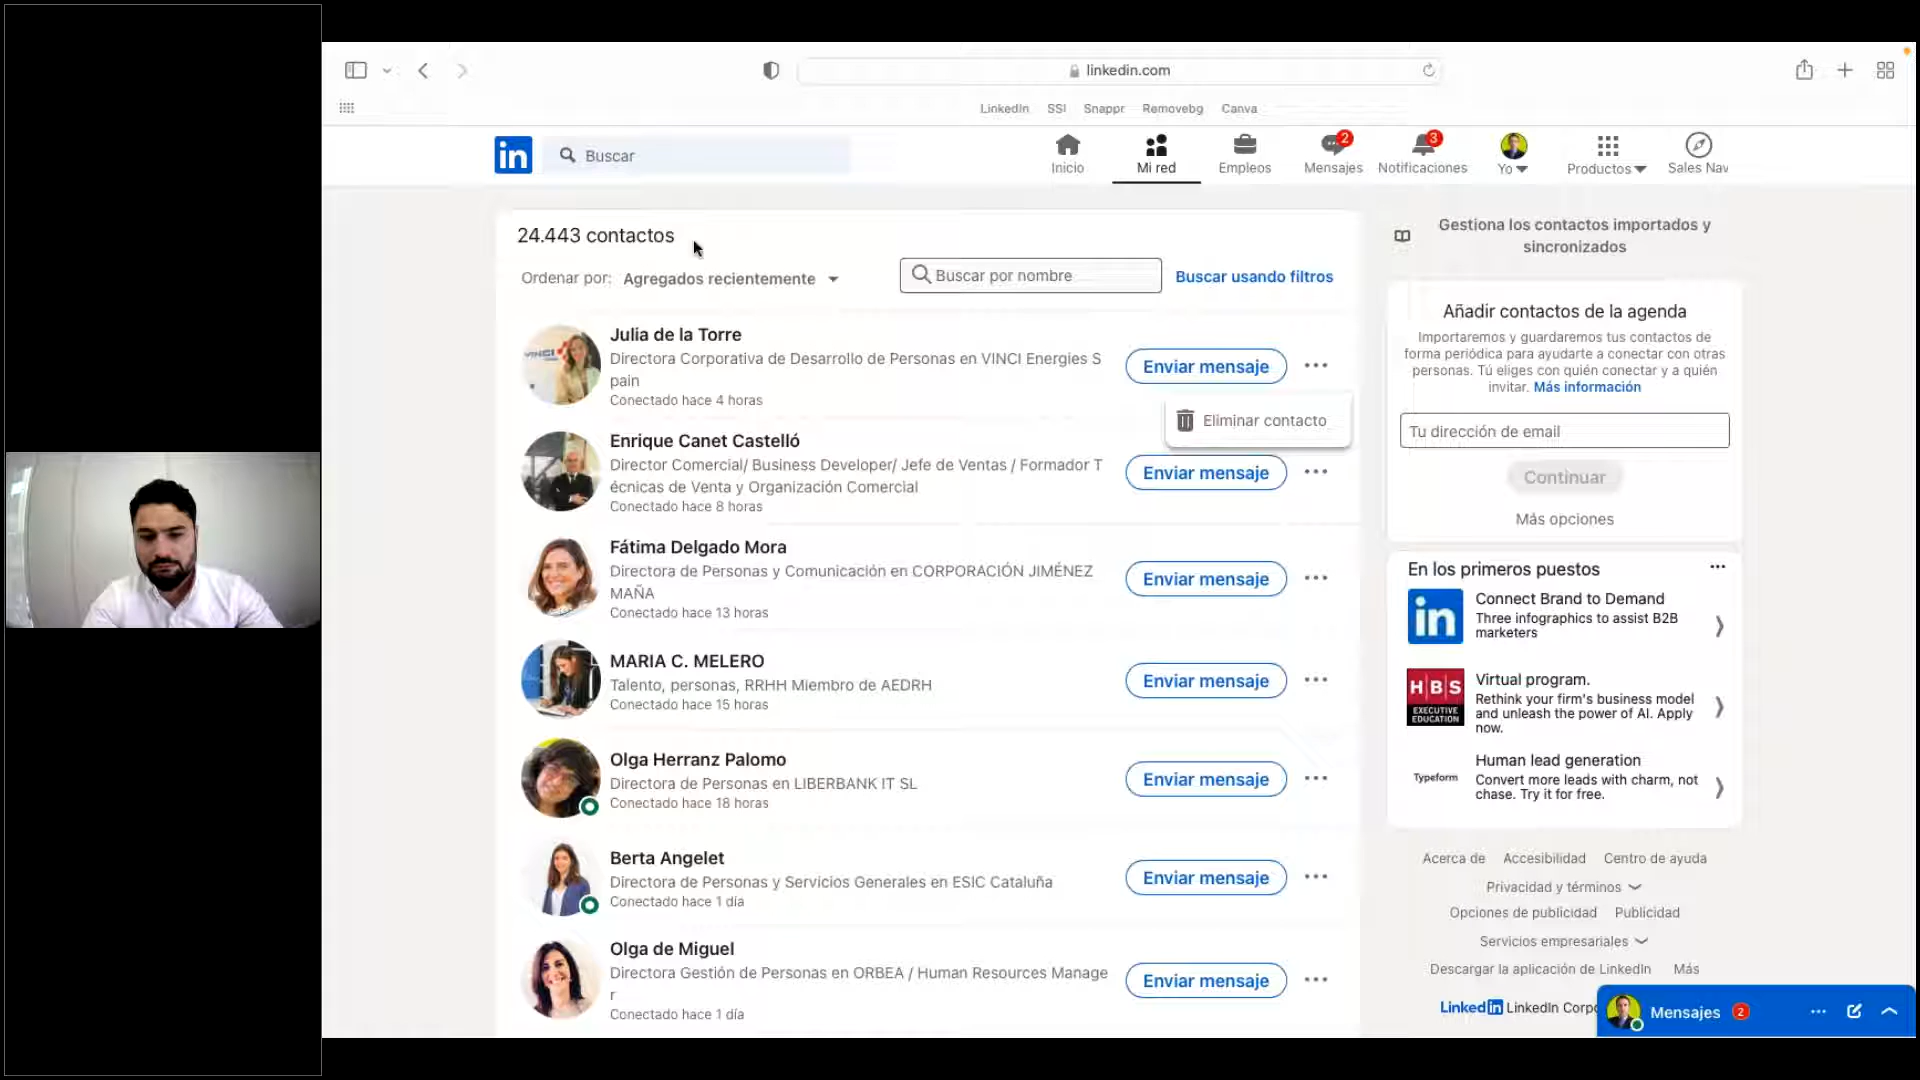 linkedin.com
LinkedIn SSI Snappr Removebg Canva
in Buscar
Inicio
Mi red
Empleos
2
Mensajes
3
Notificaciones
Yo
Productos
Sales Nav
24.443 contactos
Ordenar por: Agregados recientemente
Buscar por nombre
Buscar usando filtros
Julia de la Torre
Directora Corporativa de Desarrollo de Personas en VINCI Energies S
pain
Conectado hace 4 horas
Enviar mensaje
Eliminar contacto
Enrique Canet Castelló
Director Comercial/ Business Developer/ Jefe de Ventas / Formador T
écnicas de Venta y Organización Comercial
Conectado hace 8 horas
Enviar mensaje
Fátima Delgado Mora
Directora de Personas y Comunicación en CORPORACIÓN JIMÉNEZ
MAÑA
Conectado hace 13 horas
Enviar mensaje
MARIA C. MELERO
Talento, personas, RRHH Miembro de AEDRH
Conectado hace 15 horas
Enviar mensaje
Olga Herranz Palomo
Directora de Personas en LIBERBANK IT SL
Conectado hace 18 horas
Enviar mensaje
Berta Angelet
Directora de Personas y Servicios Generales en ESIC Cataluña
Conectado hace 1 día
Enviar mensaje
Olga de Miguel
Directora Gestión de Personas en ORBEA / Human Resources Manage
r
Conectado hace 1 día
Enviar mensaje
Gestiona los contactos importados y
sincronizados
Añadir contactos de la agenda
Importaremos y guardaremos tus contactos de
forma periódica para ayudarte a conectar con otras
personas. Tú eliges con quién conectar y a quién
invitar. Más información
Tu dirección de email
Continuar
Más opciones
En los primeros puestos
in
Connect Brand to Demand
Three infographics to assist B2B
marketers
HBS
EXECUTIVE
EDUCATION
Virtual program.
Rethink your firm's business model
and unleash the power of AI. Apply
now.
Typeform
Human lead generation
Convert more leads with charm, not
chase. Try it for free.
Acerca de Accesibilidad Centro de ayuda
Privacidad y términos
Opciones de publicidad Publicidad
Servicios empresariales
Descargar la aplicación de LinkedIn Más
LinkedIn LinkedIn Corpo
Mensajes 2